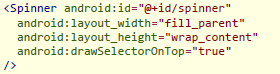 <Spinner android:id="@+id/spinner"
android:layout_width="fill_parent"
android:layout_height="wrap_content"
android:drawSelectorOnTop="true"
/>